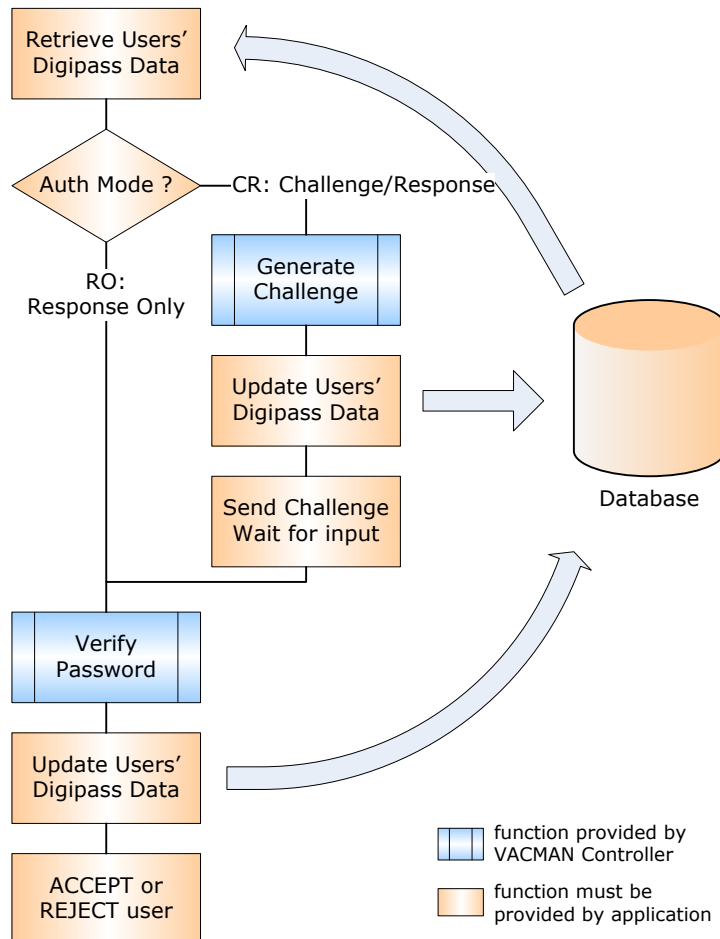 Retrieve Users’
Digipass Data
Auth Mode ?
CR: Challenge/Response
RO:
Response Only
Generate
Challenge
Update Users’
Digipass Data
Send Challenge
Wait for input
Database
Verify
Password
Update Users’
Digipass Data
ACCEPT or
REJECT user
function provided by
VACMAN Controller
function must be
provided by application